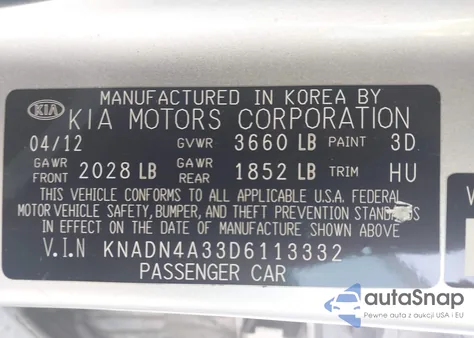 MANUFACTURED IN KOREA BY
KIA KIA MOTORS CORPORATION
04/12 GVWR 3660 LB PAINT 3D
GAWR FRONT 2028 LB GAWR REAR 1852 LB TRIM HU
THIS VEHICLE CONFORMS TO ALL APPLICABLE U.S.A. FEDERAL
MOTOR VEHICLE SAFETY, BUMPER, AND THEFT PREVENTION STANDARDS
IN EFFECT ON THE DATE OF MANUFACTURE SHOWN ABOVE
V.I.N KNADN4A33D6113332
PASSENGER CAR
V
autoSnap
Pewne auta z aukcji USA i EU